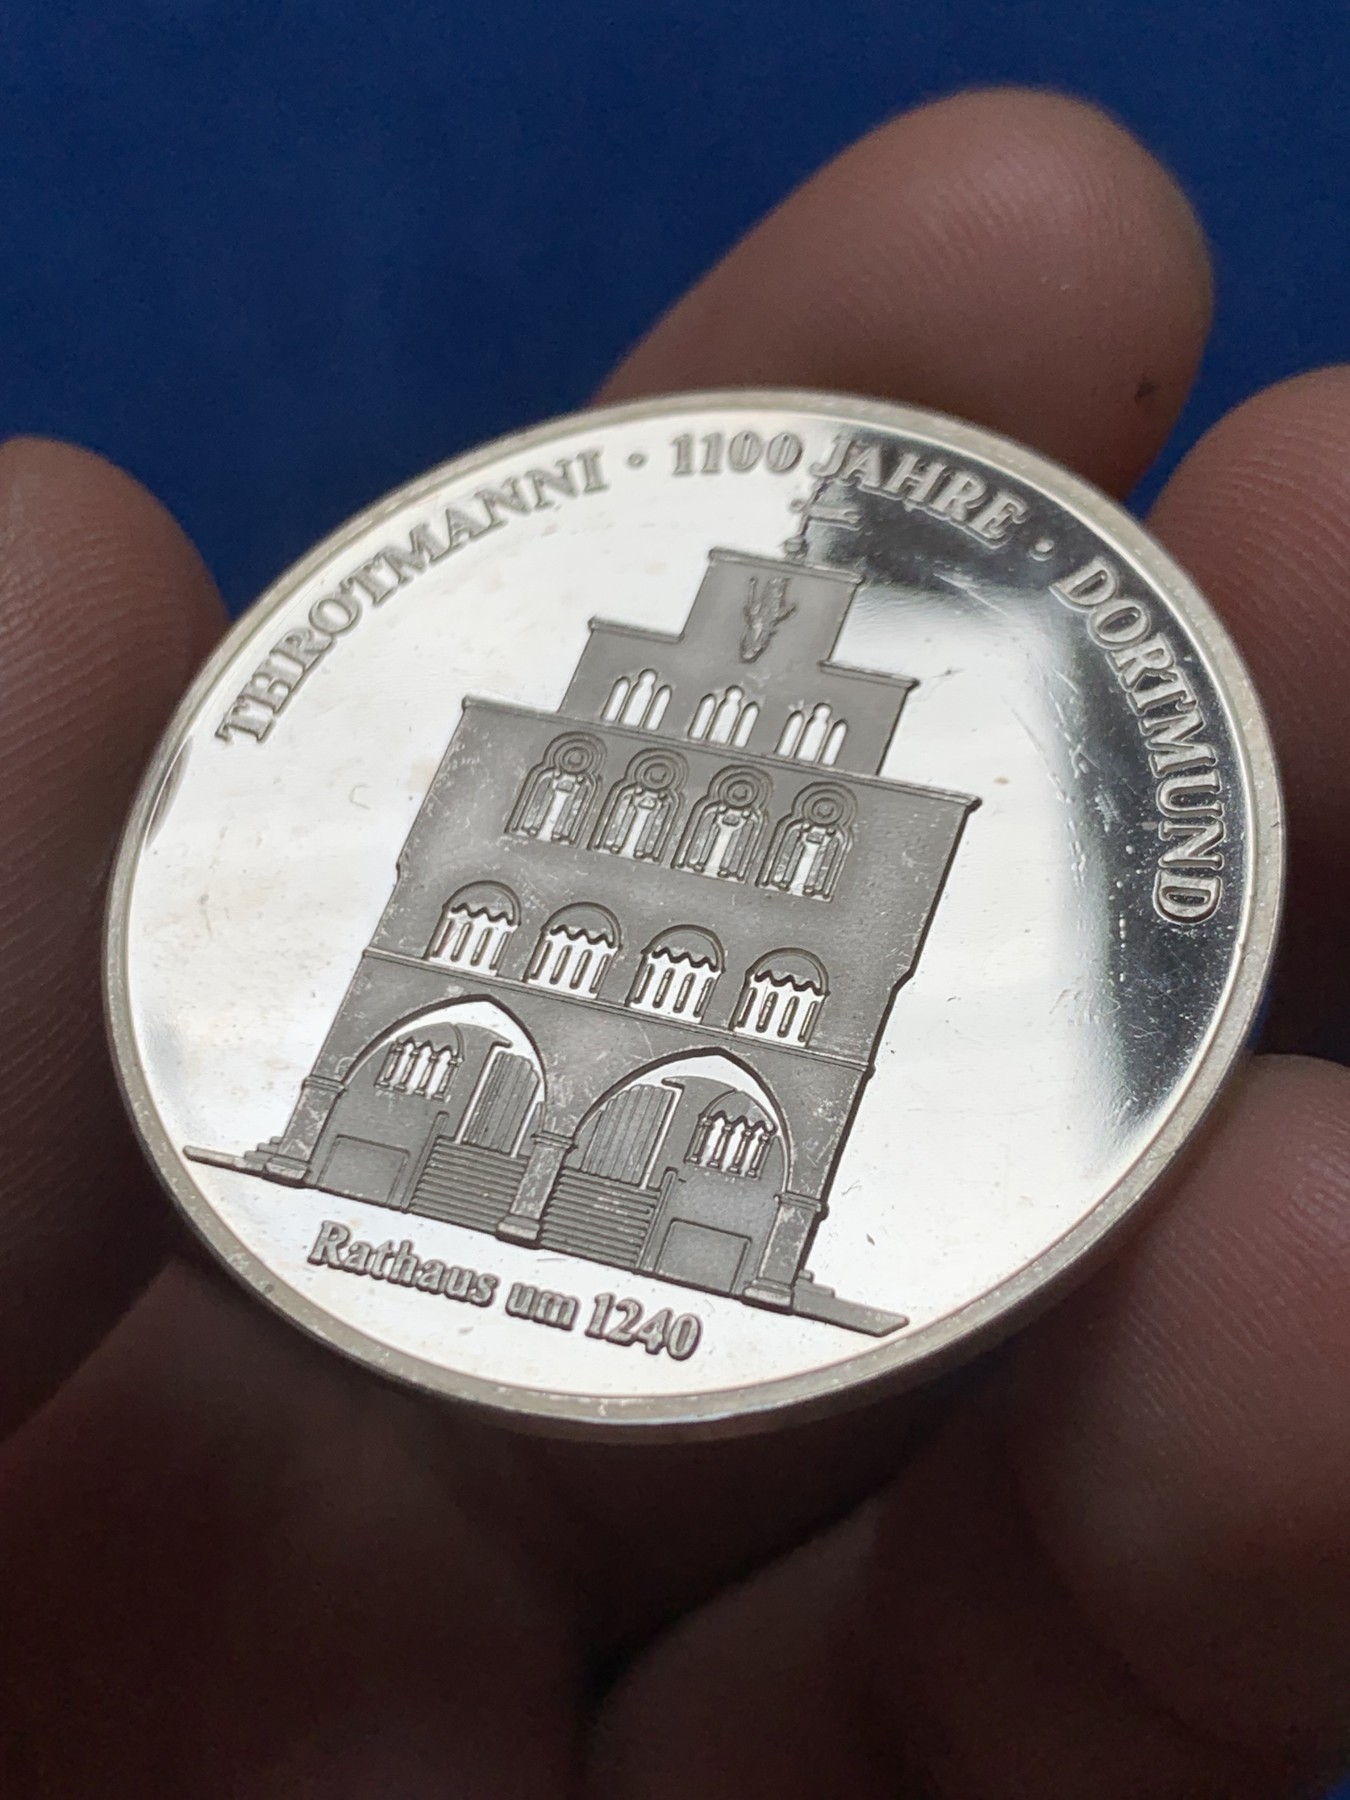 THROTMANNI · 1100 JAHRE · DORTMUND
Rathaus um 1240